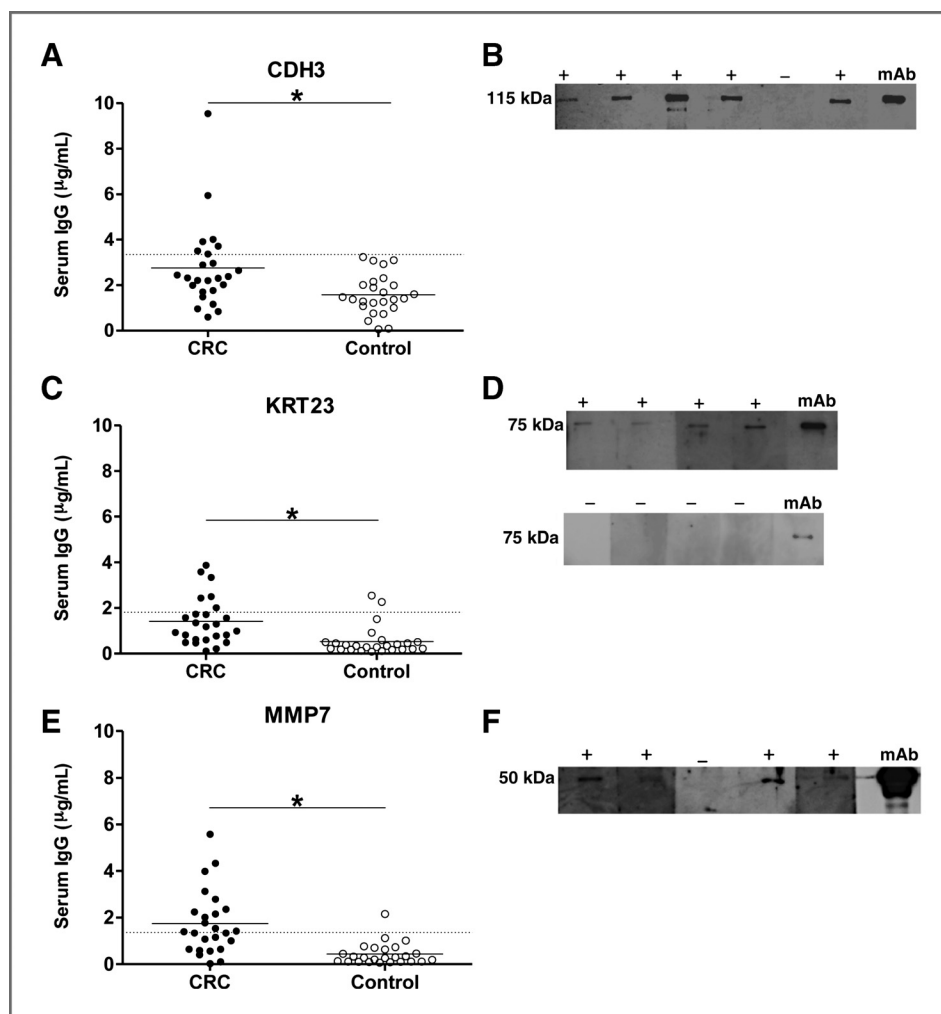 A
CDH3
*
Serum IgG (µg/mL)
10
8
6
4
2
0
CRC Control
B
+ + + + – + mAb
115 kDa
C
KRT23
*
Serum IgG (µg/mL)
10
8
6
4
2
0
CRC Control
D
+ + + + mAb
75 kDa
– – – – mAb
75 kDa
E
MMP7
*
Serum IgG (µg/mL)
10
8
6
4
2
0
CRC Control
F
+ + – + + mAb
50 kDa